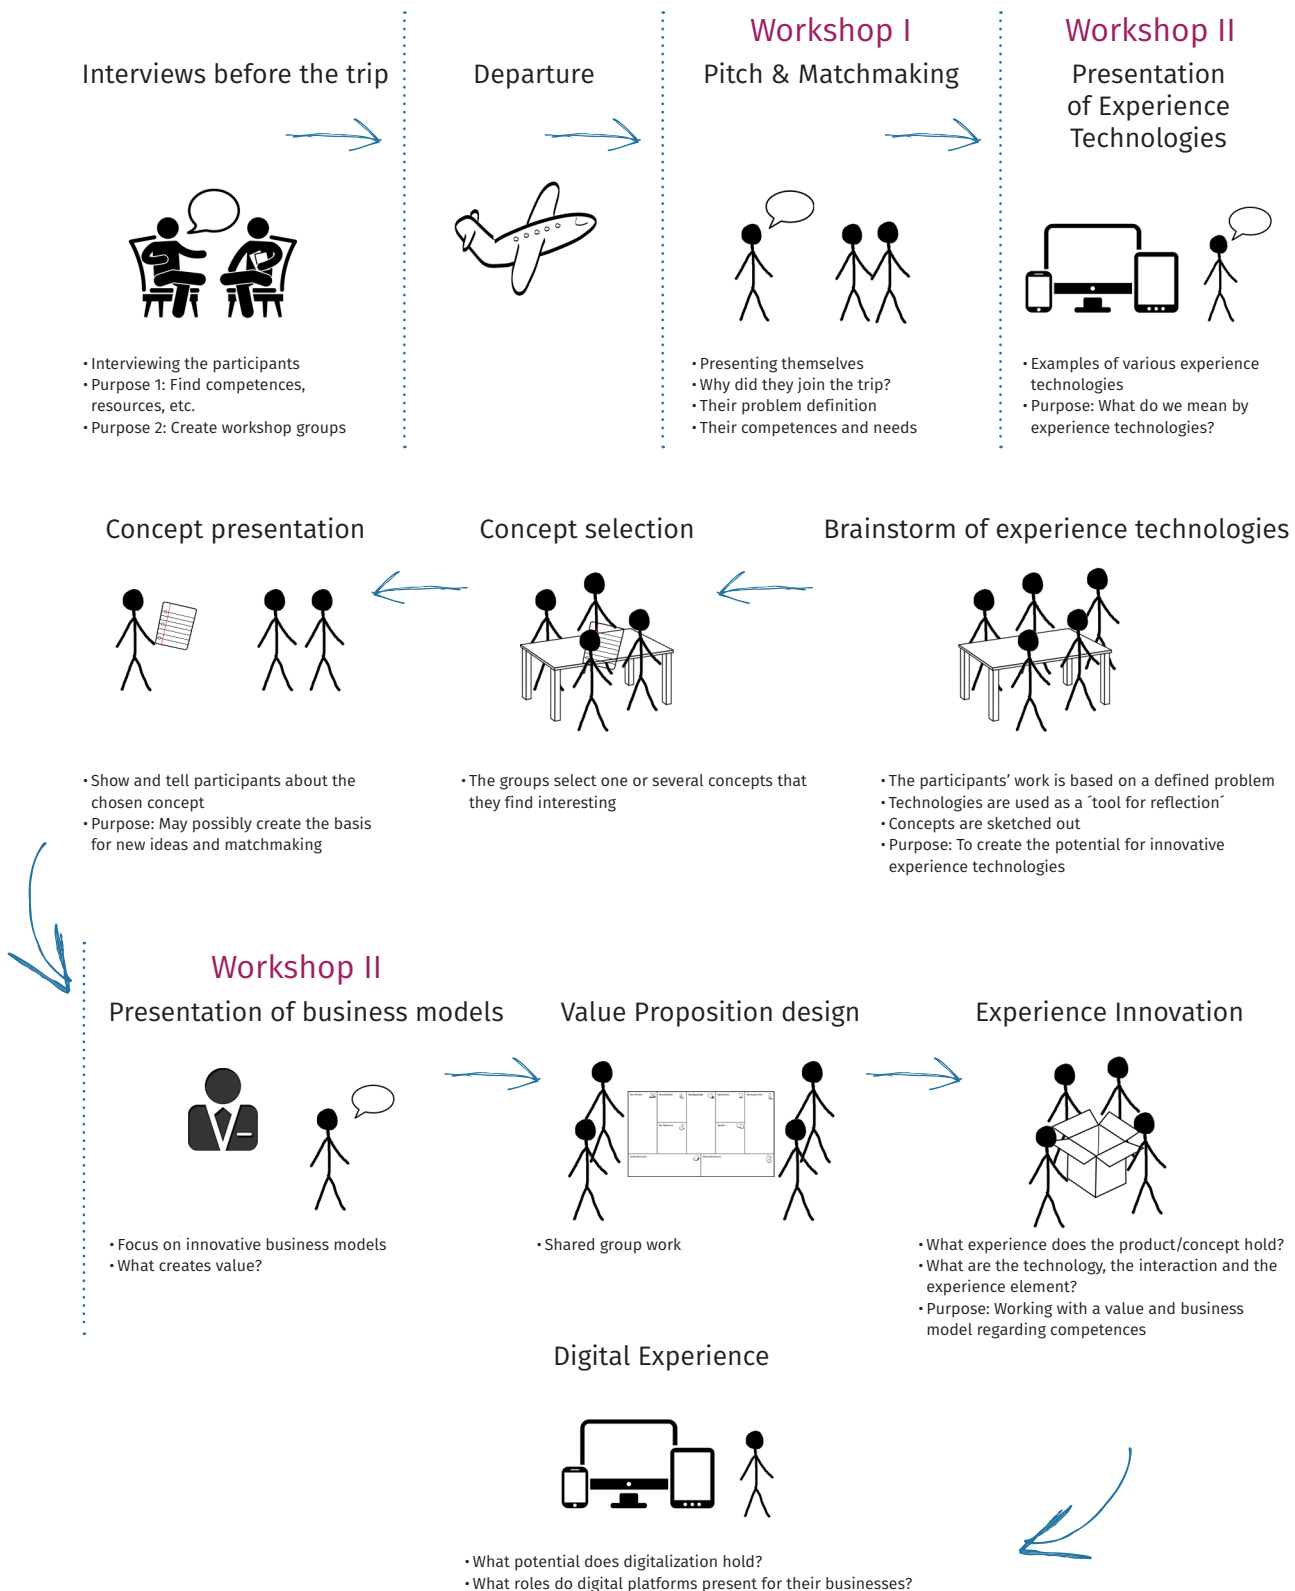 Interviews before the trip
• Interviewing the participants
• Purpose 1: Find competences,
resources, etc.
• Purpose 2: Create workshop groups
Departure
Workshop I
Pitch & Matchmaking
• Presenting themselves
• Why did they join the trip?
• Their problem definition
• Their competences and needs
Workshop II
Presentation
of Experience
Technologies
• Examples of various experience
technologies
• Purpose: What do we mean by
experience technologies?
Brainstorm of experience technologies
• The participants’ work is based on a defined problem
• Technologies are used as a ´tool for reflection´
• Concepts are sketched out
• Purpose: To create the potential for innovative
experience technologies
Concept selection
• The groups select one or several concepts that
they find interesting
Concept presentation
• Show and tell participants about the
chosen concept
• Purpose: May possibly create the basis
for new ideas and matchmaking
Workshop II
Presentation of business models
• Focus on innovative business models
• What creates value?
Value Proposition design
• Shared group work
Experience Innovation
• What experience does the product/concept hold?
• What are the technology, the interaction and the
experience element?
• Purpose: Working with a value and business
model regarding competences
Digital Experience
• What potential does digitalization hold?
• What roles do digital platforms present for their businesses?